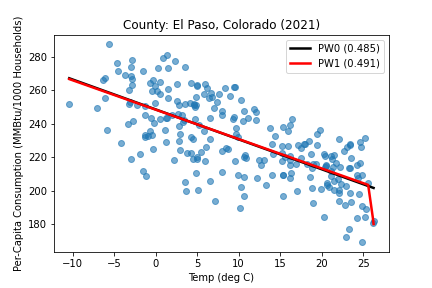 County: El Paso, Colorado (2021)
PW0 (0.485)
PW1 (0.491)
Per-Capita Consumption (MMBtu/1000 Households)
280
260
240
220
200
180
−10
−5
0
5
10
15
20
25
Temp (deg C)